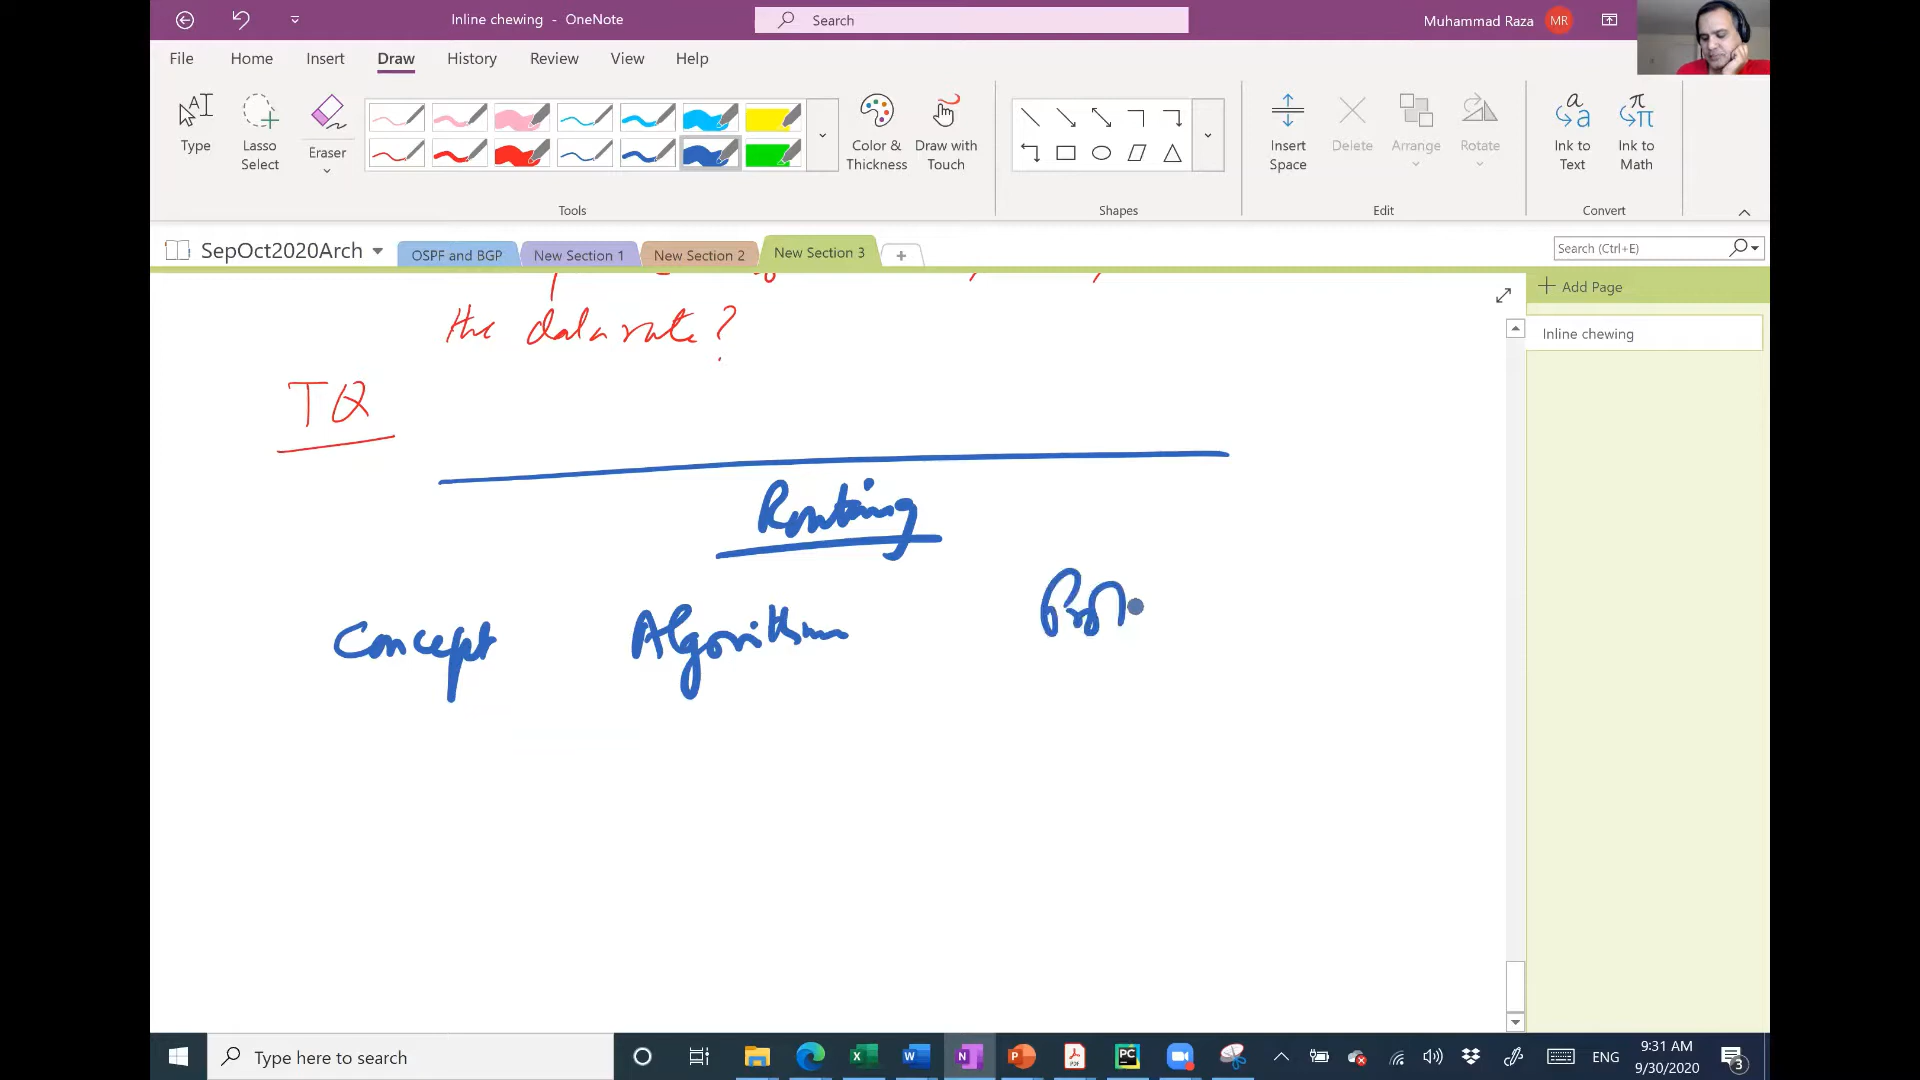 Inline chewing - OneNote
Search
Muhammad Raza MR
File Home Insert Draw History Review View Help
Type
Lasso Select
Eraser
Color & Thickness
Draw with Touch
Insert Space
Delete
Arrange
Rotate
Ink to Text
Ink to Math
Tools Shapes Edit Convert
SepOct2020Arch OSPF and BGP New Section 1 New Section 2 New Section 3
Search (Ctrl+E)
Add Page
Inline chewing
the data rate?
TQ
Routing
Concept Algorithm
Type here to search
ENG
9:31 AM
9/30/2020
3